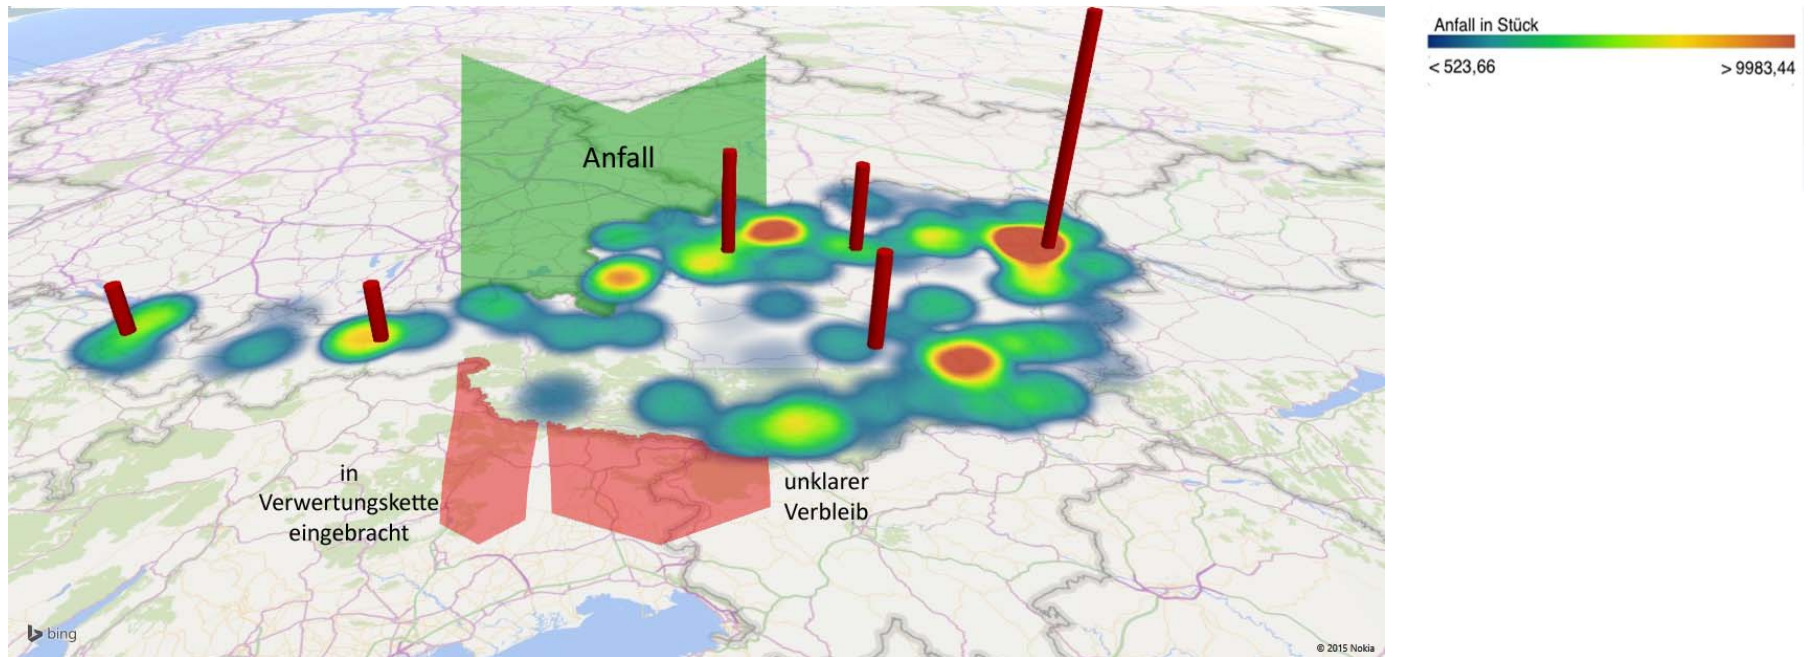 Anfall in Stück
< 523,66
> 9983,44
Anfall
in
Verwertungskette
eingebracht
unklarer
Verbleib
bing
© 2015 Nokia